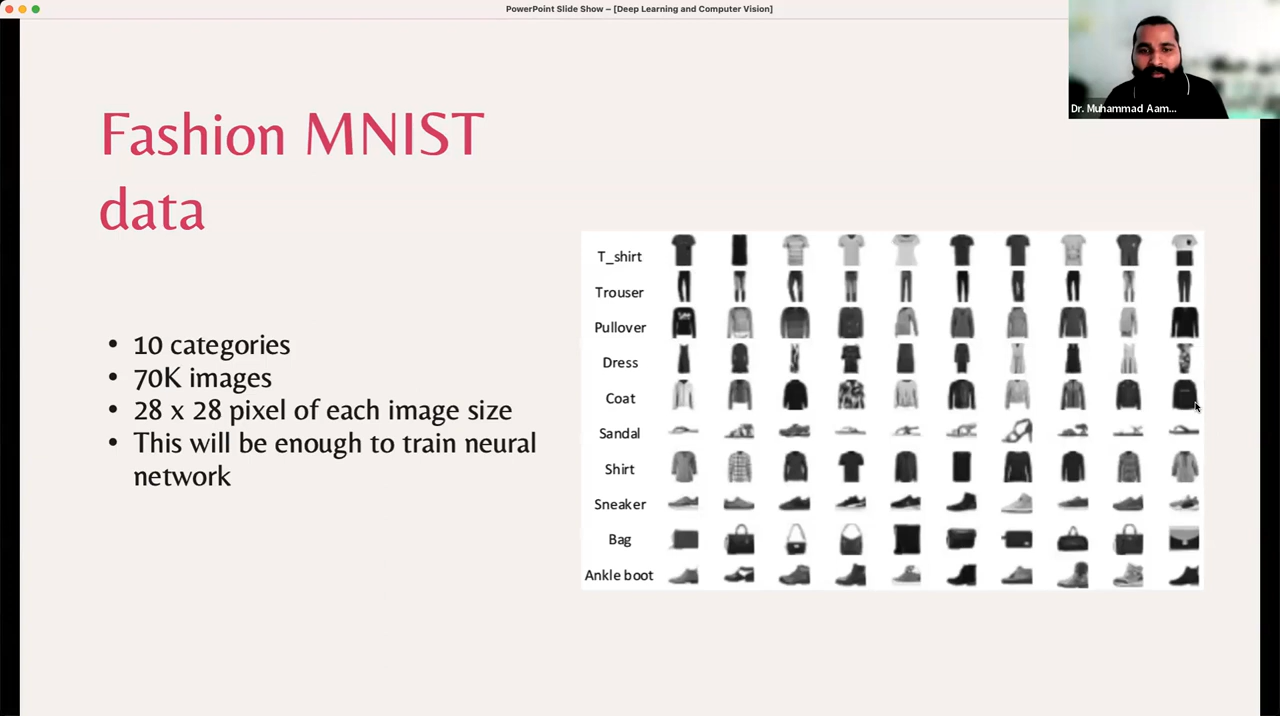 PowerPoint Slide Show – [Deep Learning and Computer Vision]
Dr. Muhammad Aam...
Fashion MNIST
data
• 10 categories
• 70K images
• 28 x 28 pixel of each image size
• This will be enough to train neural
network
T_shirt
Trouser
Pullover
Dress
Coat
Sandal
Shirt
Sneaker
Bag
Ankle boot